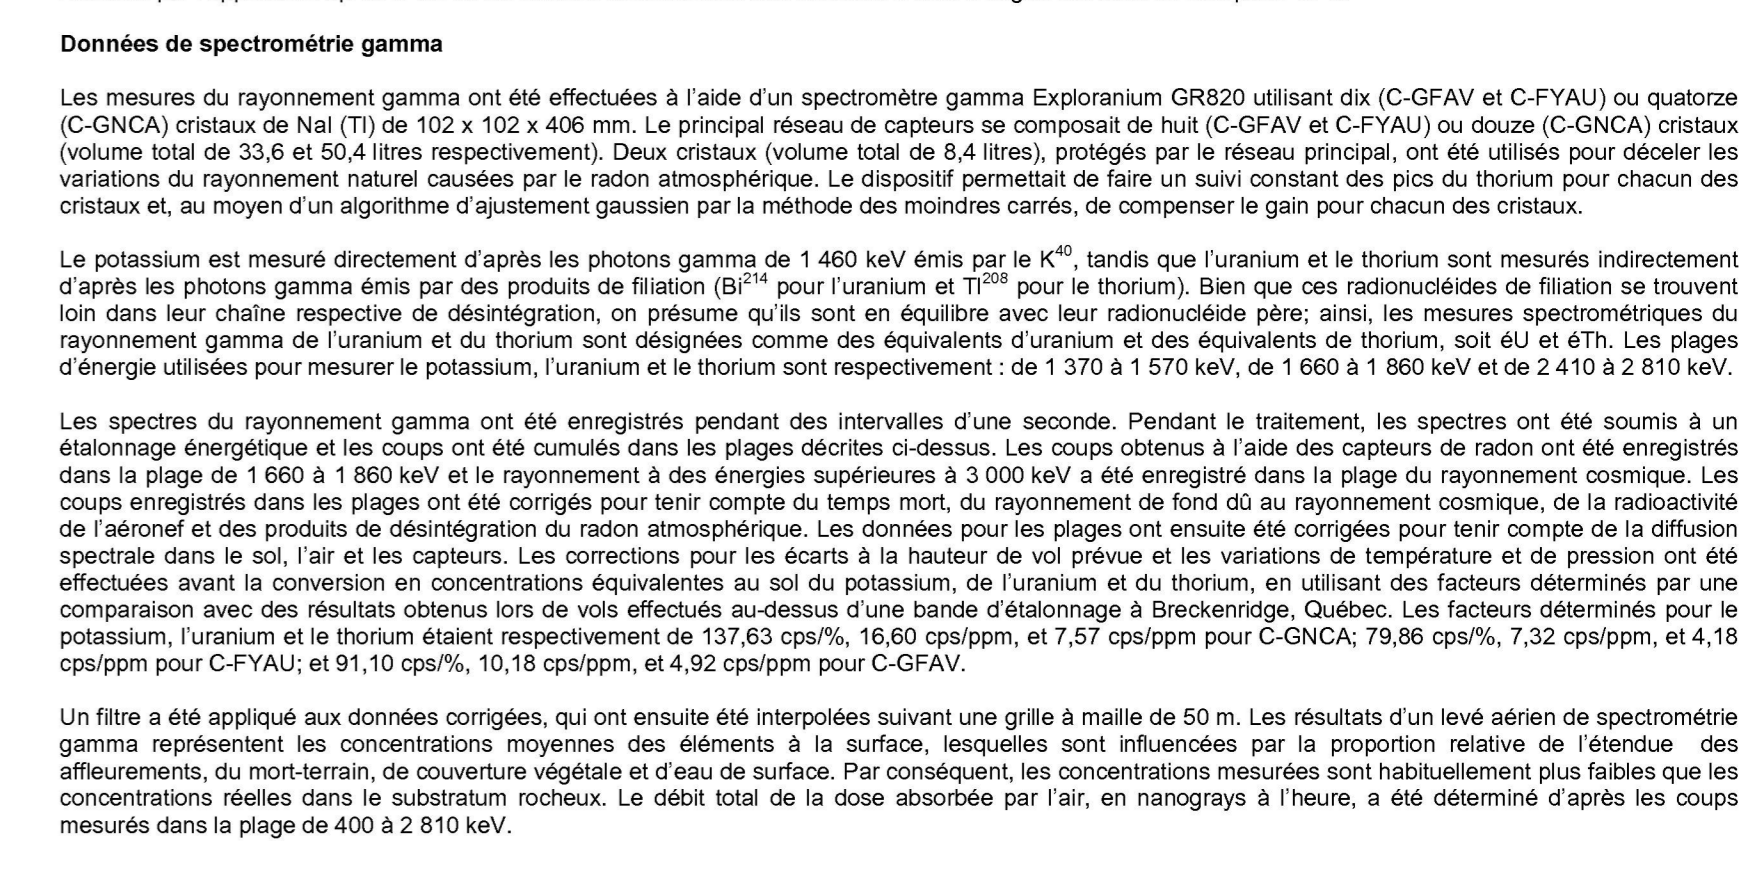 Données de spectrométrie gamma
Les mesures du rayonnement gamma ont été effectuées à l’aide d’un spectromètre gamma Exploranium GR820 utilisant dix (C-GFAV et C-FYAU) ou quatorze
(C-GNCA) cristaux de NaI (Tl) de 102 x 102 x 406 mm. Le principal réseau de capteurs se composait de huit (C-GFAV et C-FYAU) ou douze (C-GNCA) cristaux
(volume total de 33,6 et 50,4 litres respectivement). Deux cristaux (volume total de 8,4 litres), protégés par le réseau principal, ont été utilisés pour déceler les
variations du rayonnement naturel causées par le radon atmosphérique. Le dispositif permettait de faire un suivi constant des pics du thorium pour chacun des
cristaux et, au moyen d’un algorithme d’ajustement gaussien par la méthode des moindres carrés, de compenser le gain pour chacun des cristaux.
Le potassium est mesuré directement d’après les photons gamma de 1 460 keV émis par le K⁴⁰, tandis que l’uranium et le thorium sont mesurés indirectement
d’après les photons gamma émis par des produits de filiation (Bi²¹⁴ pour l’uranium et Tl²⁰⁸ pour le thorium). Bien que ces radionucléides de filiation se trouvent
loin dans leur chaîne respective de désintégration, on présume qu’ils sont en équilibre avec leur radionucléide père; ainsi, les mesures spectrométriques du
rayonnement gamma de l’uranium et du thorium sont désignées comme des équivalents d’uranium et des équivalents de thorium, soit éU et éTh. Les plages
d’énergie utilisées pour mesurer le potassium, l’uranium et le thorium sont respectivement : de 1 370 à 1 570 keV, de 1 660 à 1 860 keV et de 2 410 à 2 810 keV.
Les spectres du rayonnement gamma ont été enregistrés pendant des intervalles d’une seconde. Pendant le traitement, les spectres ont été soumis à un
étalonnage énergétique et les coups ont été cumulés dans les plages décrites ci-dessus. Les coups obtenus à l’aide des capteurs de radon ont été enregistrés
dans la plage de 1 660 à 1 860 keV et le rayonnement à des énergies supérieures à 3 000 keV a été enregistré dans la plage du rayonnement cosmique. Les
coups enregistrés dans les plages ont été corrigés pour tenir compte du temps mort, du rayonnement de fond dû au rayonnement cosmique, de la radioactivité
de l’aéronef et des produits de désintégration du radon atmosphérique. Les données pour les plages ont ensuite été corrigées pour tenir compte de la diffusion
spectrale dans le sol, l’air et les capteurs. Les corrections pour les écarts à la hauteur de vol prévue et les variations de température et de pression ont été
effectuées avant la conversion en concentrations équivalentes au sol du potassium, de l’uranium et du thorium, en utilisant des facteurs déterminés par une
comparaison avec des résultats obtenus lors de vols effectués au-dessus d’une bande d’étalonnage à Breckenridge, Québec. Les facteurs déterminés pour le
potassium, l’uranium et le thorium étaient respectivement de 137,63 cps/%, 16,60 cps/ppm, et 7,57 cps/ppm pour C-GNCA; 79,86 cps/%, 7,32 cps/ppm, et 4,18
cps/ppm pour C-FYAU; et 91,10 cps/%, 10,18 cps/ppm, et 4,92 cps/ppm pour C-GFAV.
Un filtre a été appliqué aux données corrigées, qui ont ensuite été interpolées suivant une grille à maille de 50 m. Les résultats d’un levé aérien de spectrométrie
gamma représentent les concentrations moyennes des éléments à la surface, lesquelles sont influencées par la proportion relative de l’étendue des
affleurements, du mort-terrain, de couverture végétale et d’eau de surface. Par conséquent, les concentrations mesurées sont habituellement plus faibles que les
concentrations réelles dans le substratum rocheux. Le débit total de la dose absorbée par l’air, en nanograys à l’heure, a été déterminé d’après les coups
mesurés dans la plage de 400 à 2 810 keV.